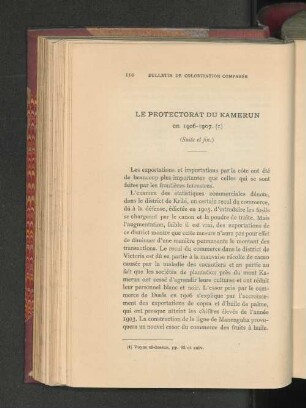 110 BULLETIN DE COLONISATION COMPARÉE
LE PROTECTORAT DU KAMERUN
EN 1906-1907. (1)
(Suite et fin.)
Les exportations et importations par la côte ont été
de beaucoup plus importantes que celles qui se sont
faites par les frontières terrestres.
L'examen des statistiques commerciales dénote,
dans le district de Kribi, un certain recul du commerce,
dû à la défense, édictée en 1905, d'introduire les fusils
se chargeant par le canon et la poudre de traite. Mais
l'augmentation, faible il est vrai, des exportations de
ce district montre que cette mesure n'aura pas pour effet
de diminuer d'une manière permanente le montant des
transactions. Le recul du commerce dans le district de
Victoria est dû en partie à la mauvaise récolte de cacao
causée par la maladie des cacaotiers et en partie au
fait que les sociétés de plantation près du mont Kame-
run ont cessé d'agrandir leurs cultures et ont réduit
leur personnel blanc et noir. L'essor pris par le com-
merce de Duala en 1906 s'explique par l'accroisse-
ment des exportations de copra et d'huile de palme,
qui ont presque atteint les chiffres élevés de l'année
1903. La construction de la ligne de Manenguba provo-
quera un nouvel essor du commerce des fruits à huile.
(1) Voyez ci-dessus, pp. 68 et suiv.